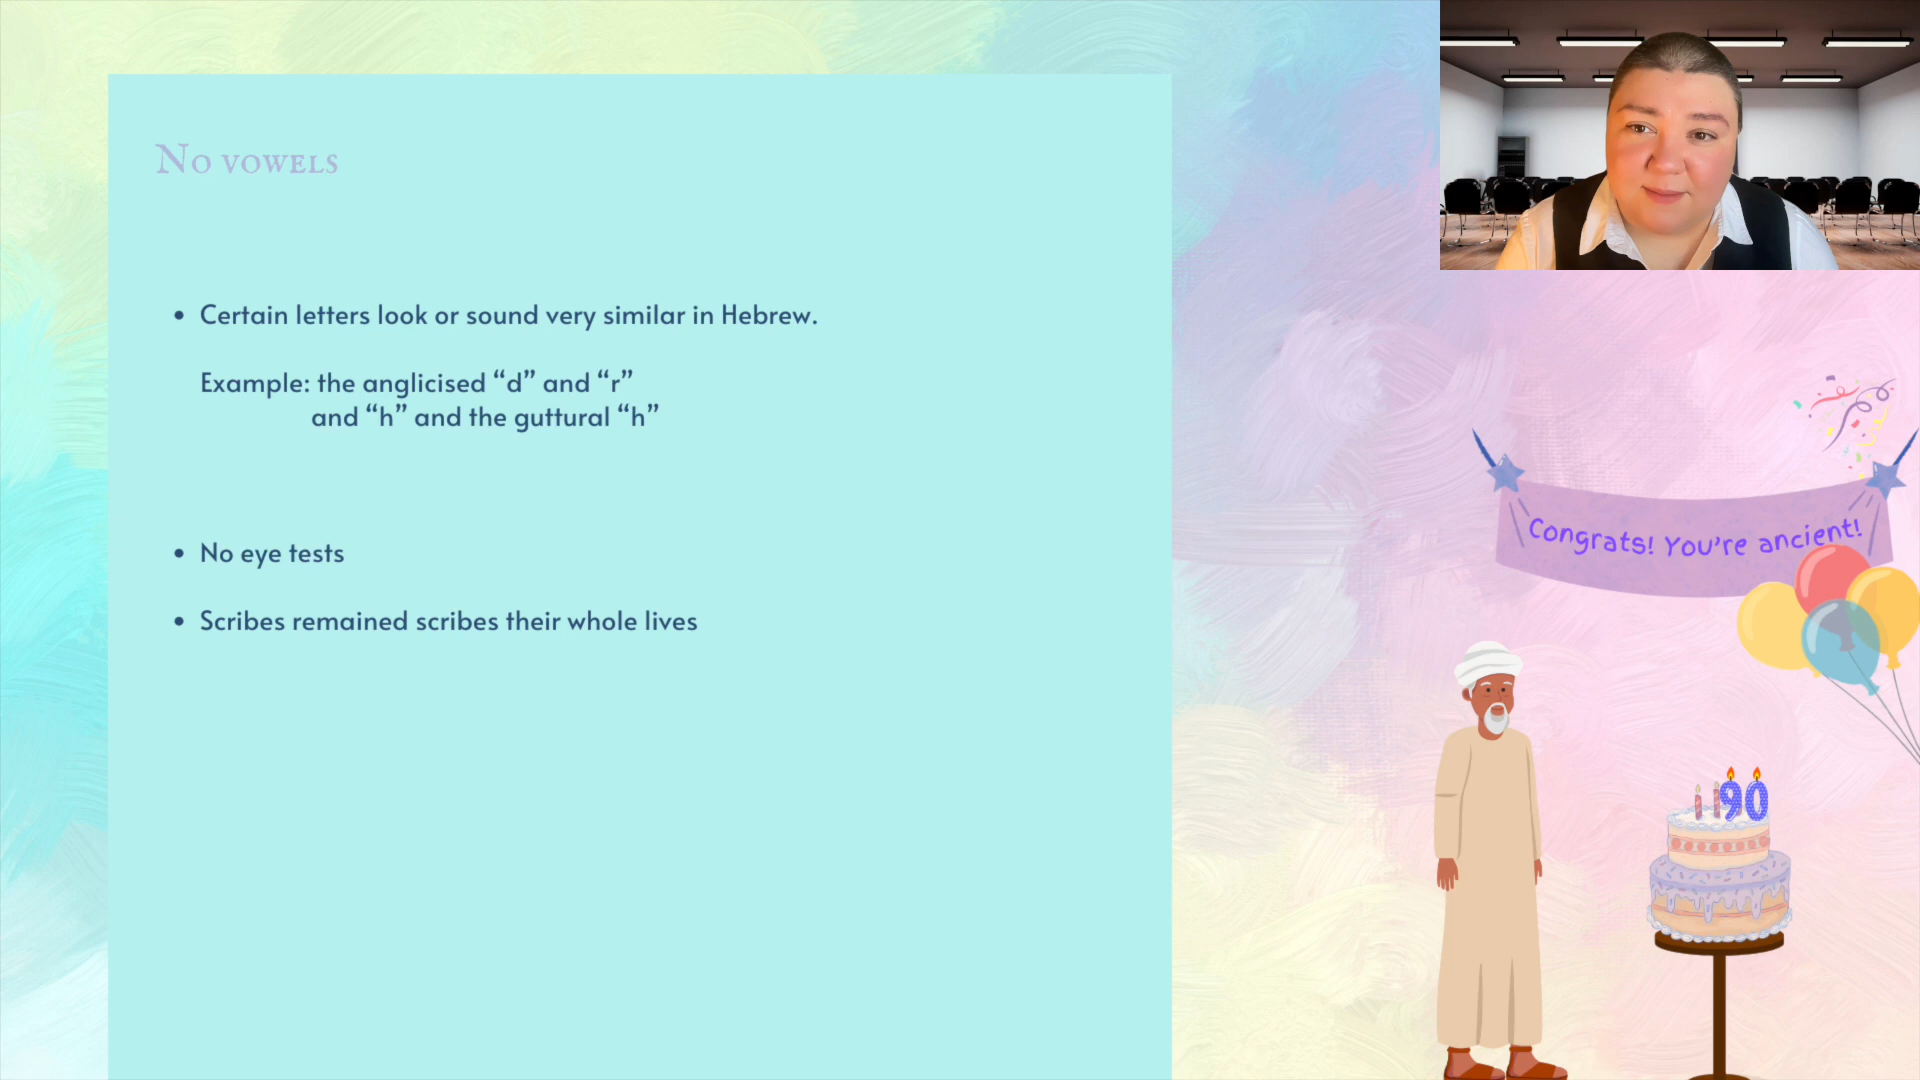 No vowels
• Certain letters look or sound very similar in Hebrew.
Example: the anglicised “d” and “r”
and “h” and the guttural “h”
• No eye tests
• Scribes remained scribes their whole lives
Congrats! You’re ancient!
90